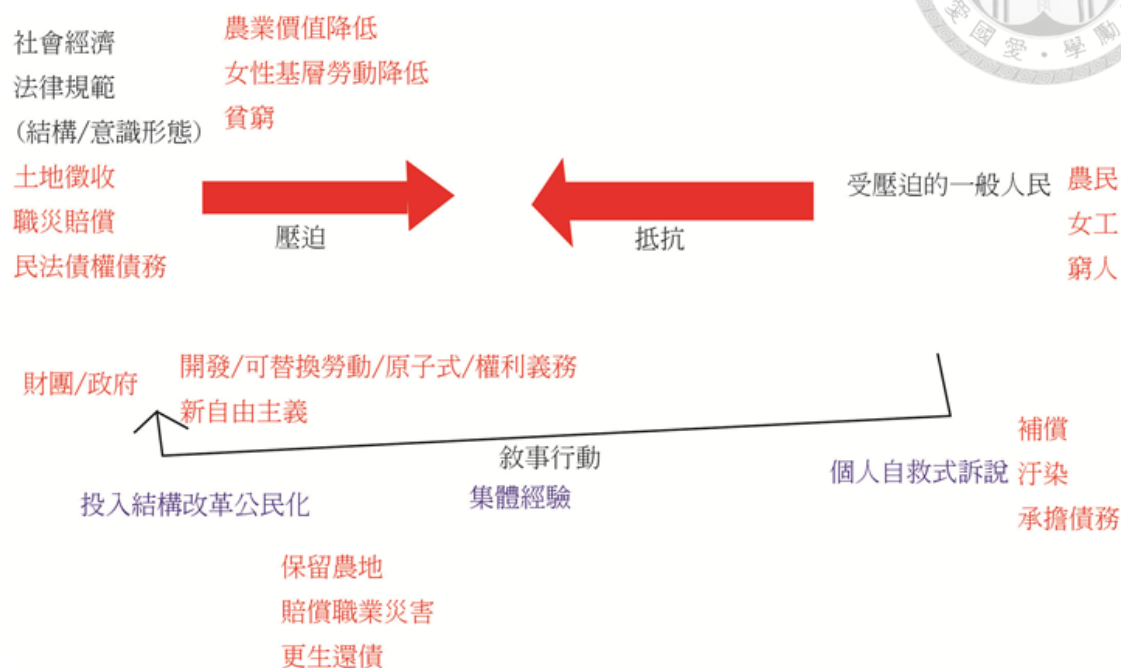 社會經濟
法律規範
(結構/意識形態)
土地徵收
職災賠償
民法債權債務
農業價值降低
女性基層勞動降低
貧窮
壓迫
抵抗
受壓迫的一般人民
農民
女工
窮人
財團/政府
開發/可替換勞動/原子式/權利義務
新自由主義
敘事行動
集體經驗
投入結構改革公民化
個人自救式訴說
補償
汙染
承擔債務
保留農地
賠償職業災害
更生還債
愛國愛·學勵